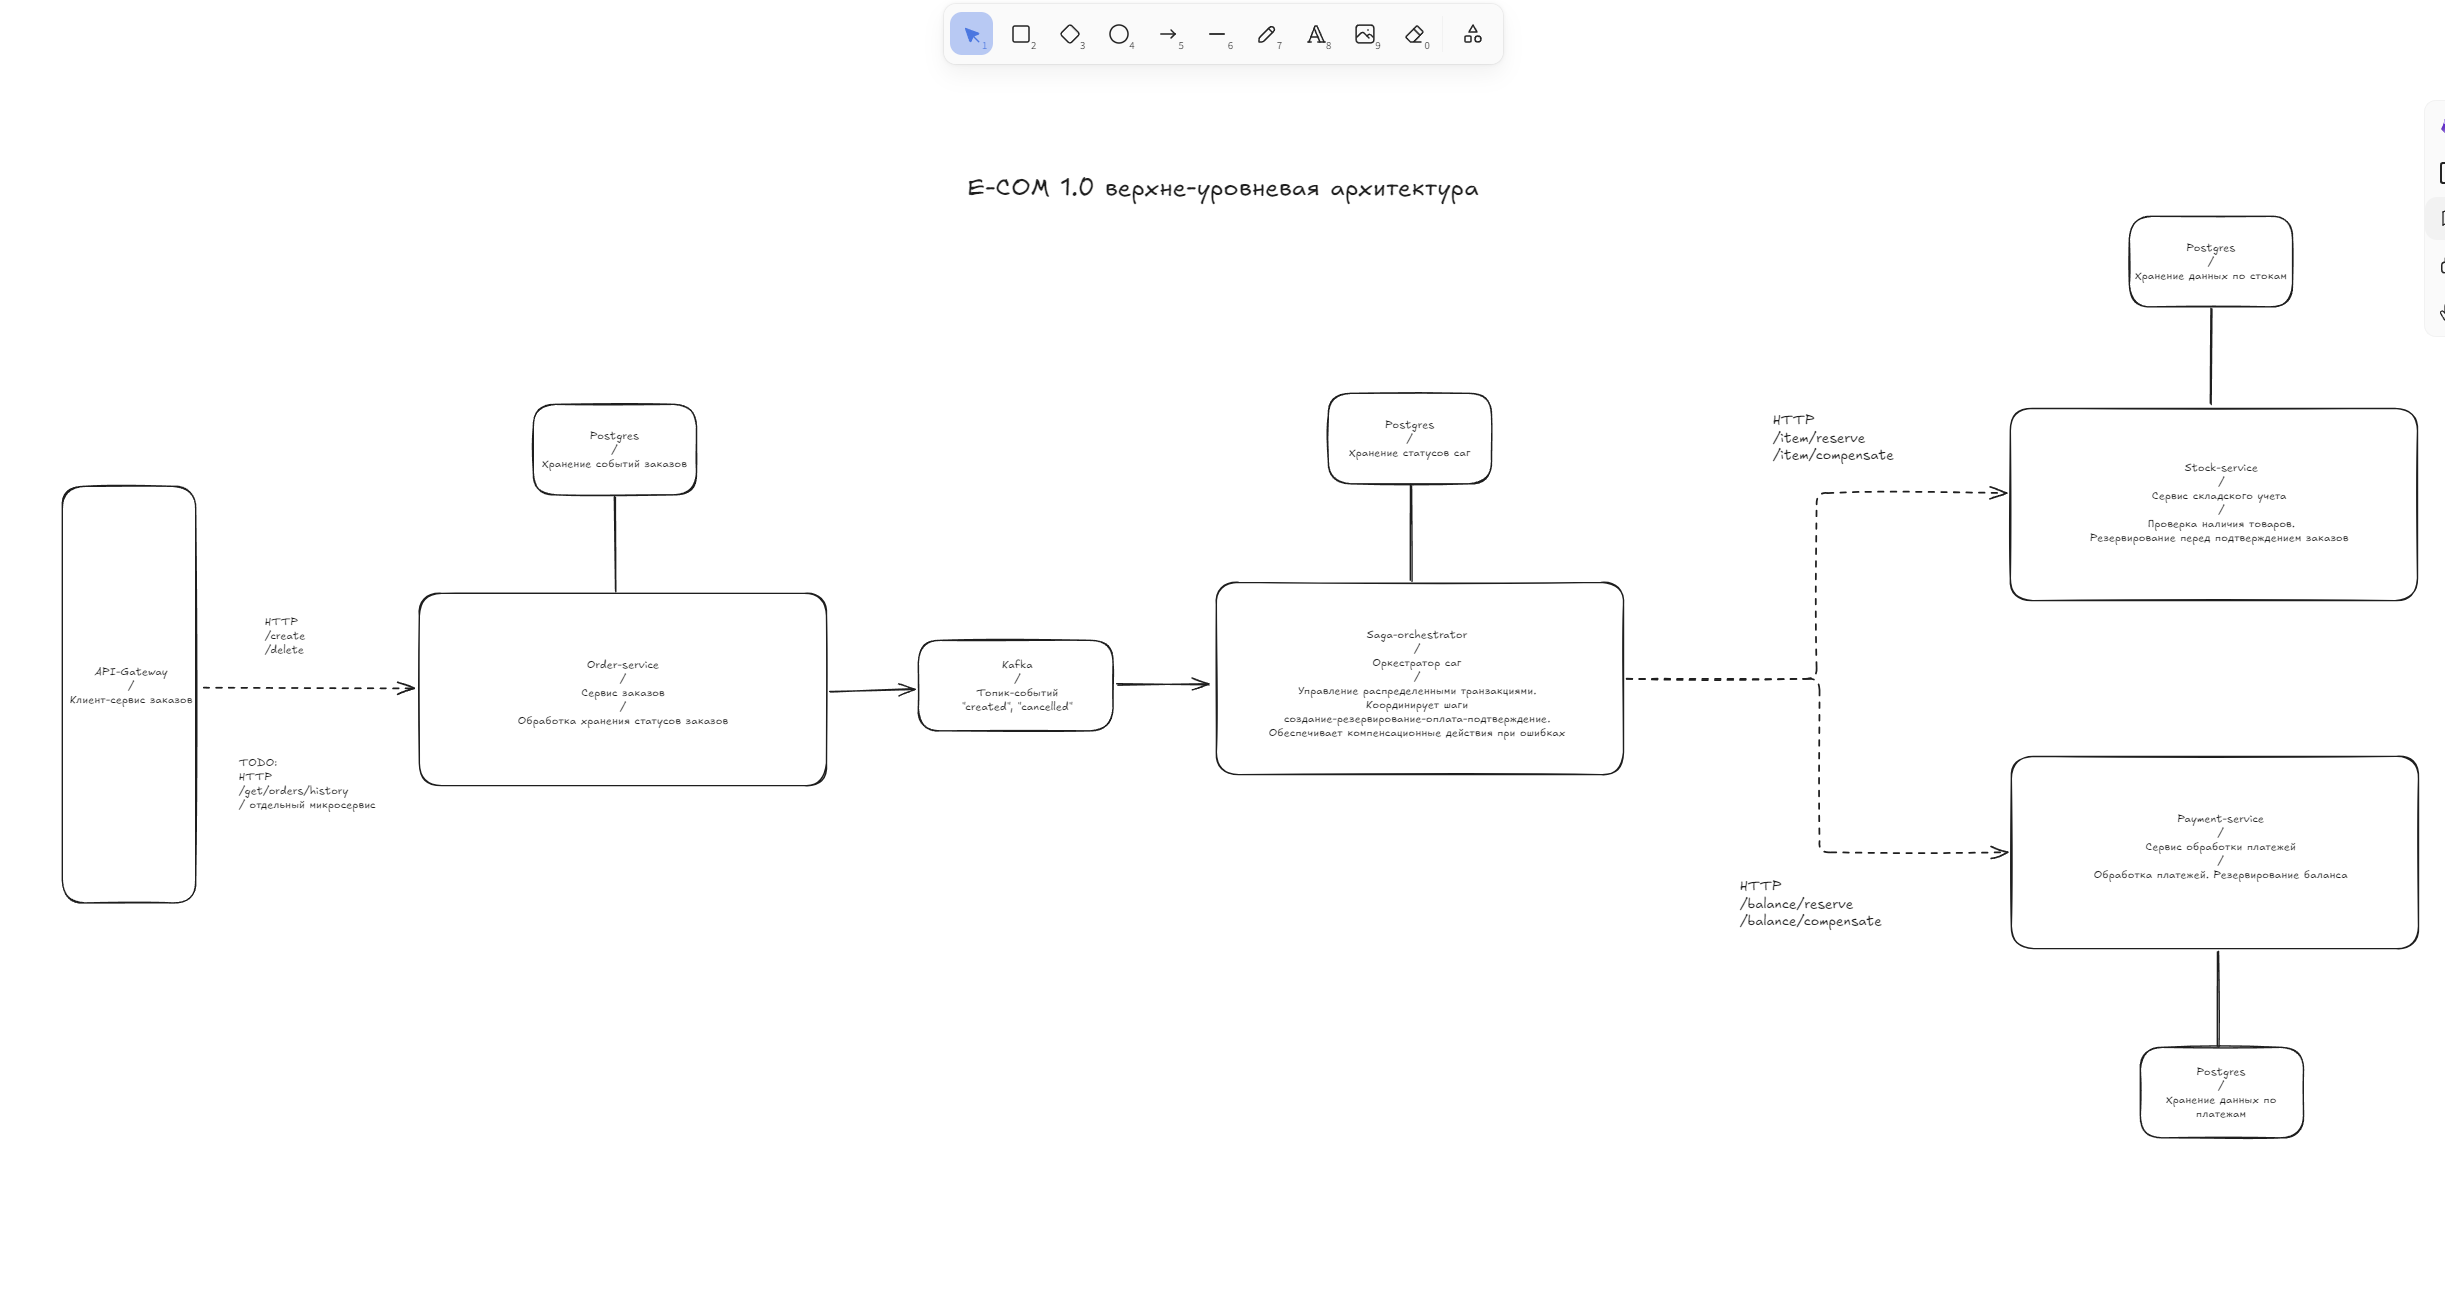 1
2
3
4
5
6
7
8
9
0
E-COM 1.0 верхне-уровневая архитектура
Postgres
/
Хранение данных по стокам
Postgres
/
Хранение событий заказов
Postgres
/
Хранение статусов саг
HTTP
/item/reserve
/item/compensate
Stock-service
/
Сервис складского учета
/
Проверка наличия товаров.
Резервирование перед подтверждением заказов
API-Gateway
/
Клиент-сервис заказов
HTTP
/create
/delete
TODO:
HTTP
/get/orders/history
/ отдельный микросервис
Order-service
/
Сервис заказов
/
Обработка хранения статусов заказов
Kafka
/
Топик-событий
"created", "cancelled"
Saga-orchestrator
/
Оркестратор саг
/
Управление распределенными транзакциями.
Координирует шаги
создание-резервирование-оплата-подтверждение.
Обеспечивает компенсационные действия при ошибках
HTTP
/balance/reserve
/balance/compensate
Payment-service
/
Сервис обработки платежей
/
Обработка платежей. Резервирование баланса
Postgres
/
Хранение данных по
платежам